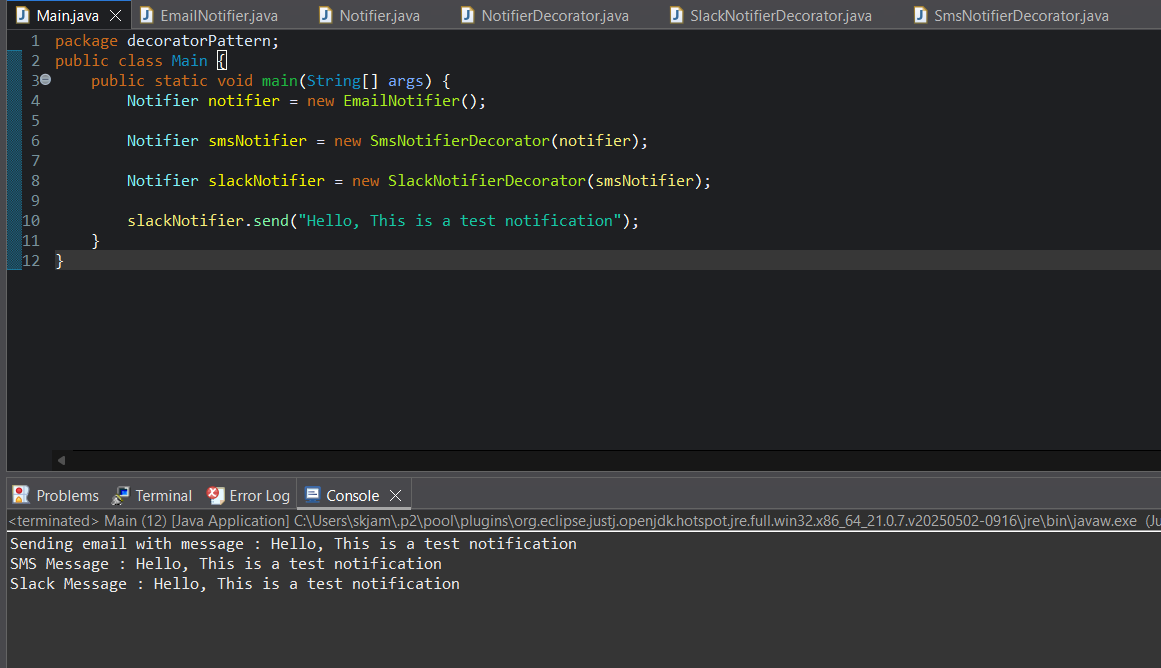 Main.java EmailNotifier.java Notifier.java NotifierDecorator.java SlackNotifierDecorator.java SmsNotifierDecorator.java
1 package decoratorPattern;
2 public class Main {
3     public static void main(String[] args) {
4         Notifier notifier = new EmailNotifier();
5
6         Notifier smsNotifier = new SmsNotifierDecorator(notifier);
7
8         Notifier slackNotifier = new SlackNotifierDecorator(smsNotifier);
9
10         slackNotifier.send("Hello, This is a test notification");
11     }
12 }
Problems Terminal Error Log Console
<terminated> Main (12) [Java Application] C:\Users\skjam\.p2\pool\plugins\org.eclipse.justj.openjdk.hotspot.jre.full.win32.x86_64_21.0.7.v20250502-0916\jre\bin\javaw.exe (Ju
Sending email with message : Hello, This is a test notification
SMS Message : Hello, This is a test notification
Slack Message : Hello, This is a test notification